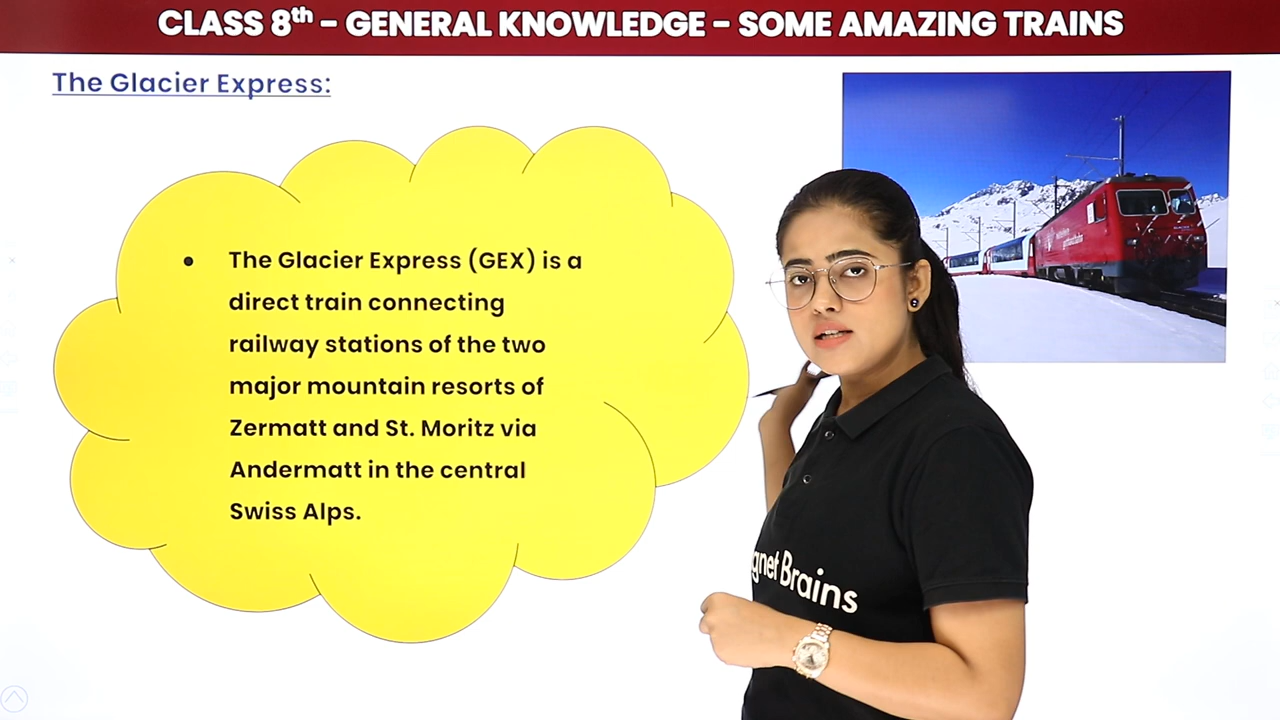 CLASS 8th – GENERAL KNOWLEDGE – SOME AMAZING TRAINS
The Glacier Express:
• The Glacier Express (GEX) is a
direct train connecting
railway stations of the two
major mountain resorts of
Zermatt and St. Moritz via
Andermatt in the central
Swiss Alps.
gnet Brains